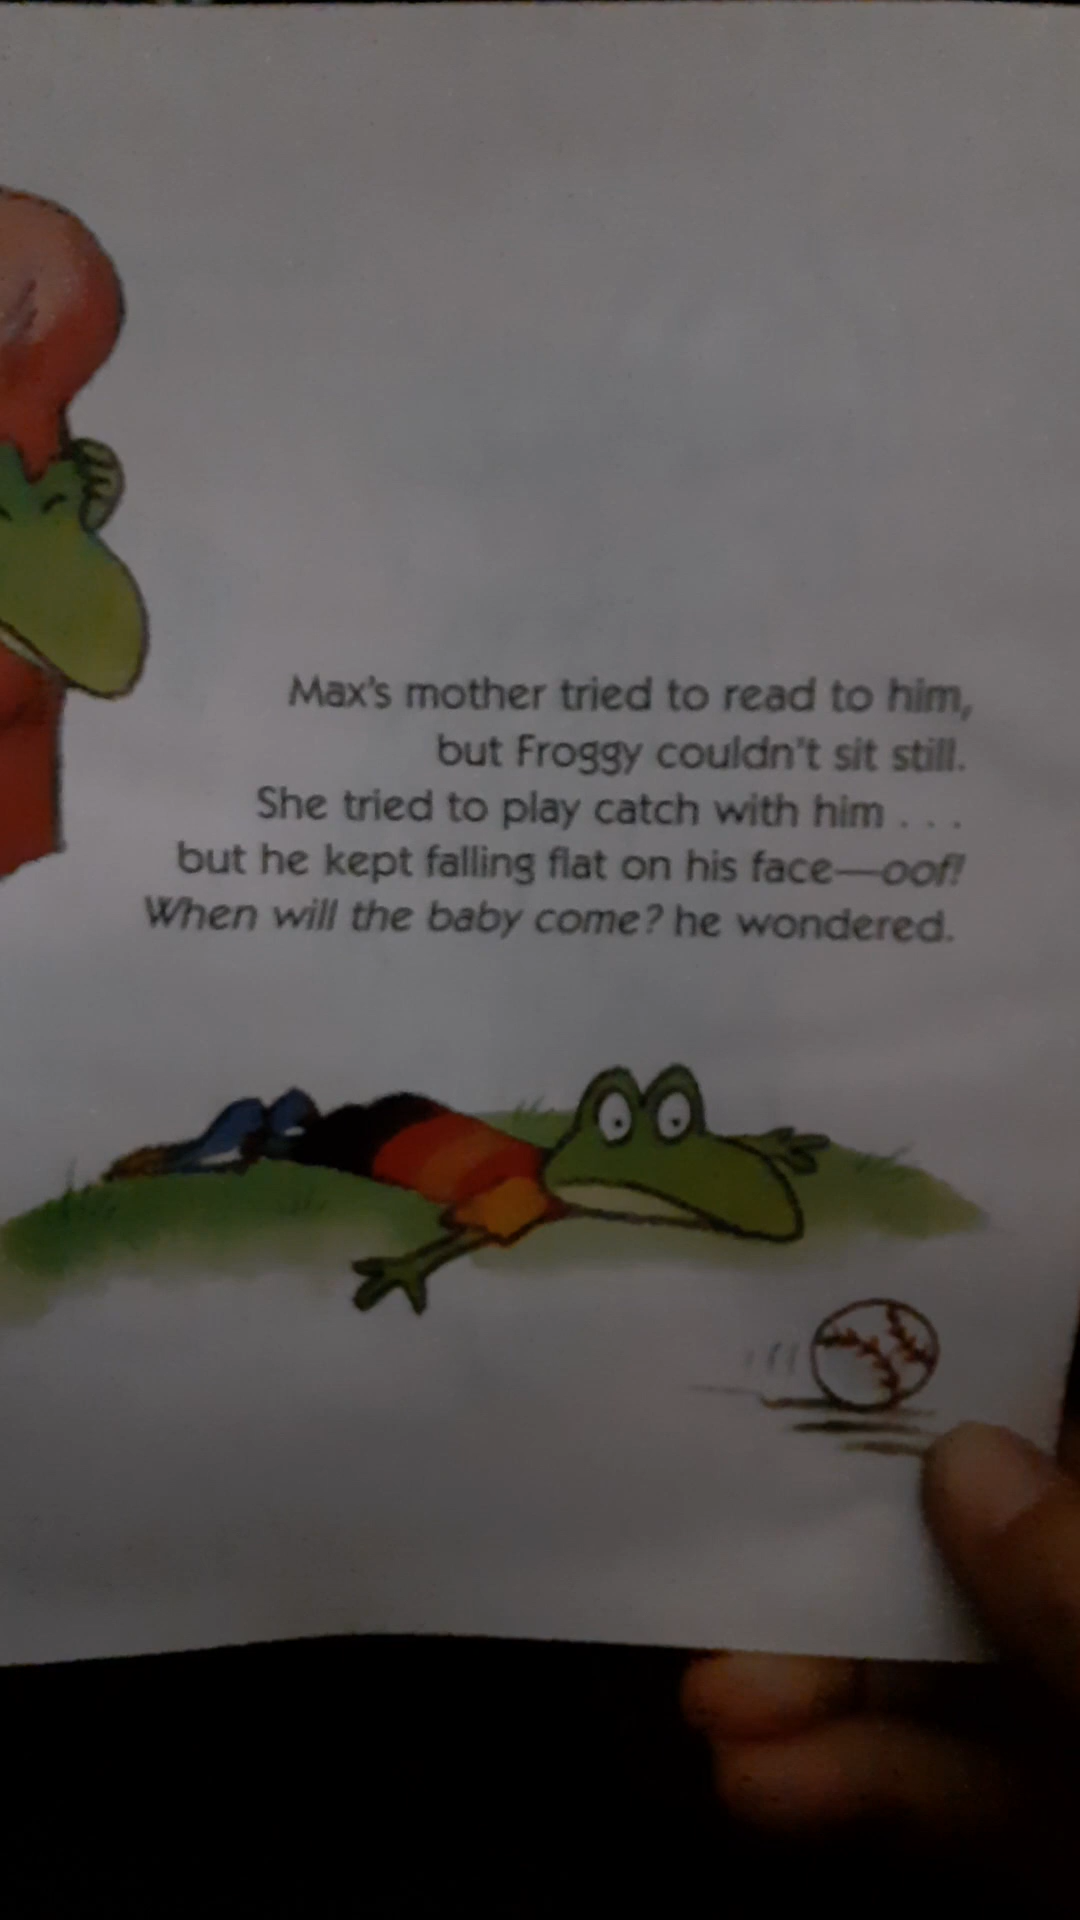 Max's mother tried to read to him,
but Froggy couldn't sit still.
She tried to play catch with him . . .
but he kept falling flat on his face—oof!
When will the baby come? he wondered.